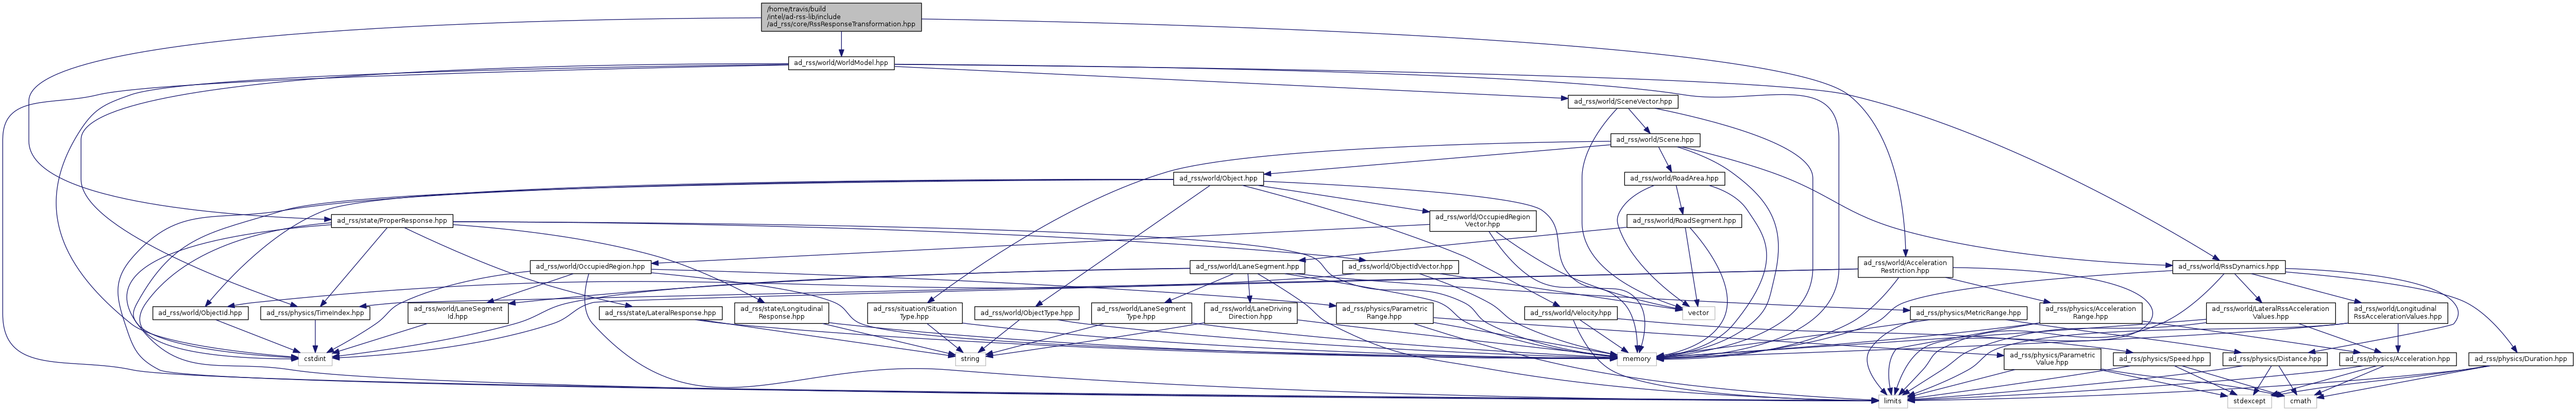 /home/travis/build
/intel/ad-rss-lib/include
/ad_rss/core/RssResponseTransformation.hpp
ad_rss/world/WorldModel.hpp
ad_rss/world/SceneVector.hpp
ad_rss/world/Scene.hpp
ad_rss/world/Object.hpp
ad_rss/world/RoadArea.hpp
ad_rss/state/ProperResponse.hpp
ad_rss/world/OccupiedRegion
Vector.hpp
ad_rss/world/RoadSegment.hpp
ad_rss/world/OccupiedRegion.hpp
ad_rss/world/LaneSegment.hpp
ad_rss/world/ObjectIdVector.hpp
ad_rss/world/Acceleration
Restriction.hpp
ad_rss/world/RssDynamics.hpp
ad_rss/world/ObjectId.hpp
ad_rss/physics/TimeIndex.hpp
ad_rss/world/LaneSegment
Id.hpp
ad_rss/state/LateralResponse.hpp
ad_rss/state/Longitudinal
Response.hpp
ad_rss/situation/Situation
Type.hpp
ad_rss/world/ObjectType.hpp
ad_rss/world/LaneSegment
Type.hpp
ad_rss/world/LaneDriving
Direction.hpp
ad_rss/physics/Parametric
Range.hpp
ad_rss/world/Velocity.hpp
vector
ad_rss/physics/MetricRange.hpp
ad_rss/physics/Acceleration
Range.hpp
ad_rss/world/LateralRssAcceleration
Values.hpp
ad_rss/world/Longitudinal
RssAccelerationValues.hpp
cstdint
string
memory
ad_rss/physics/Parametric
Value.hpp
ad_rss/physics/Speed.hpp
ad_rss/physics/Distance.hpp
ad_rss/physics/Acceleration.hpp
ad_rss/physics/Duration.hpp
limits
stdexcept
cmath